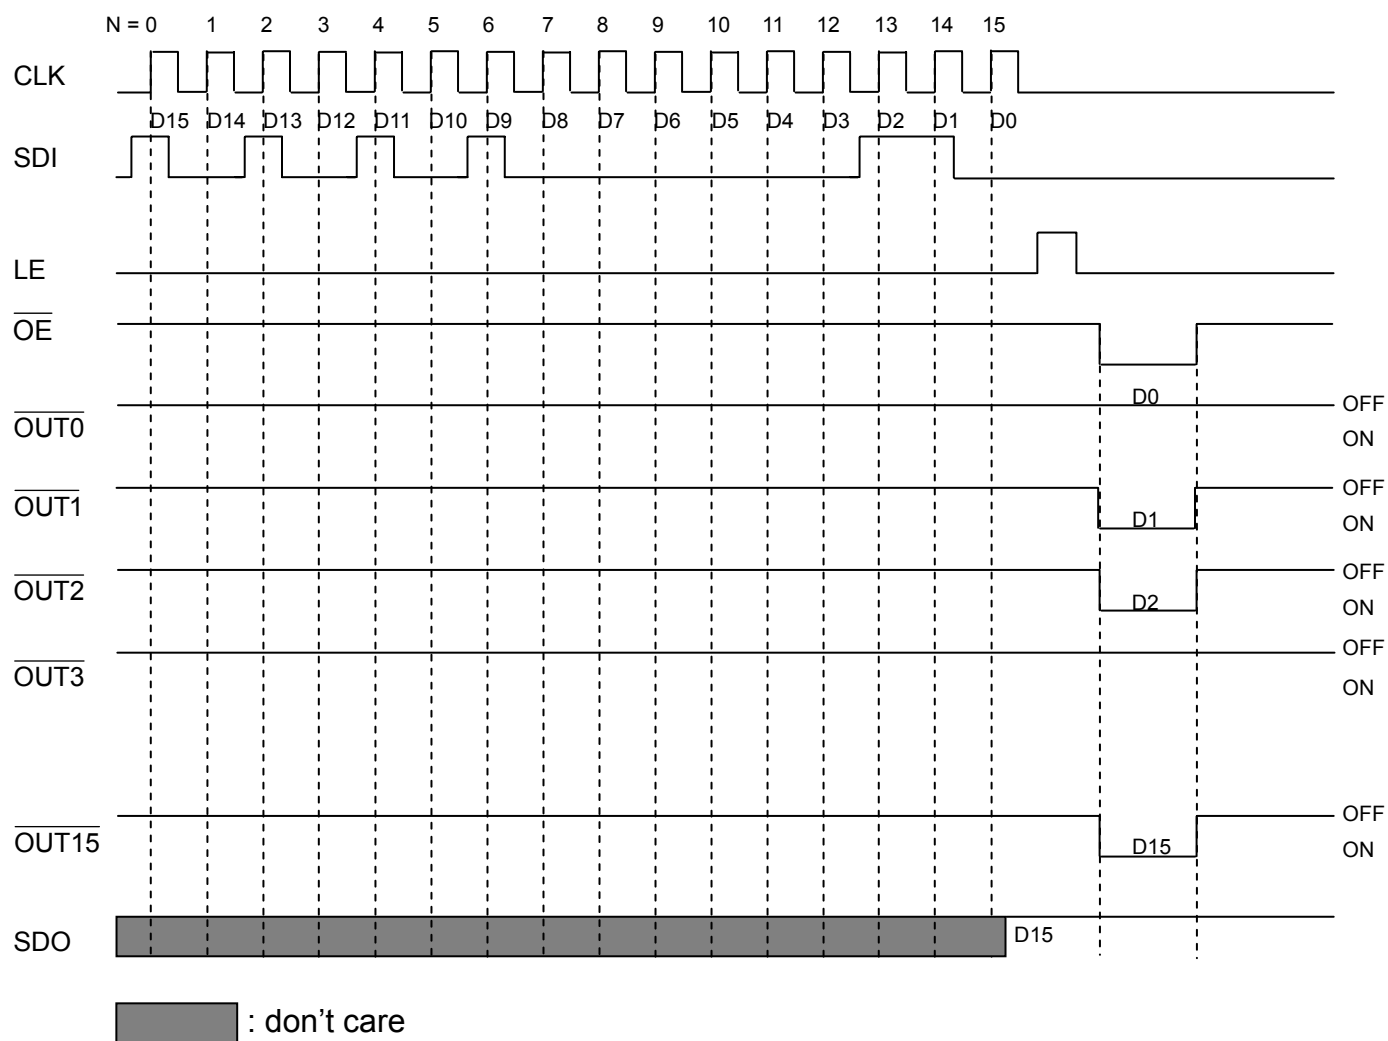 N = 0 1 2 3 4 5 6 7 8 9 10 11 12 13 14 15
CLK
D15 D14 D13 D12 D11 D10 D9 D8 D7 D6 D5 D4 D3 D2 D1 D0
SDI
LE
OE
D0
OFF
OUT0
ON
OFF
OUT1
D1
ON
OFF
OUT2
D2
ON
OFF
OUT3
ON
OFF
OUT15
D15
ON
SDO
D15
: don't care